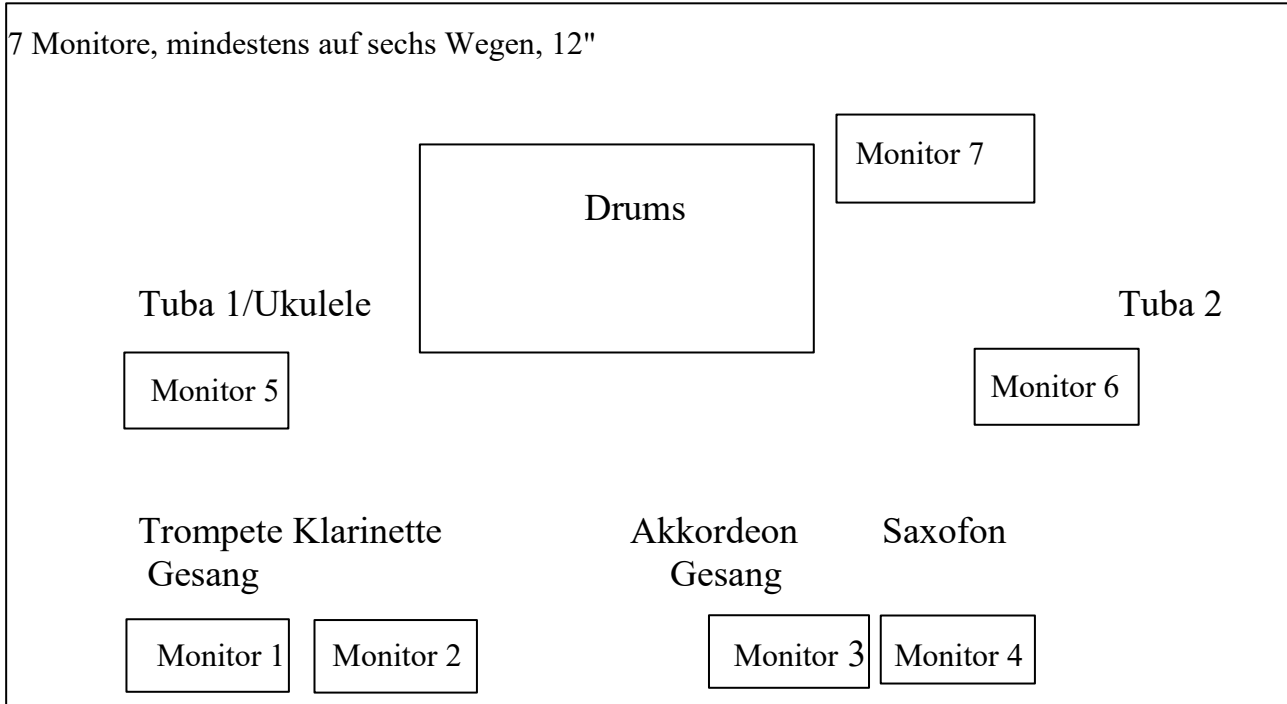 7 Monitore, mindestens auf sechs Wegen, 12"
Monitor 7
Drums
Tuba 1/Ukulele
Tuba 2
Monitor 5
Monitor 6
Trompete Klarinette
Gesang
Akkordeon
Gesang
Saxofon
Monitor 1
Monitor 2
Monitor 3
Monitor 4